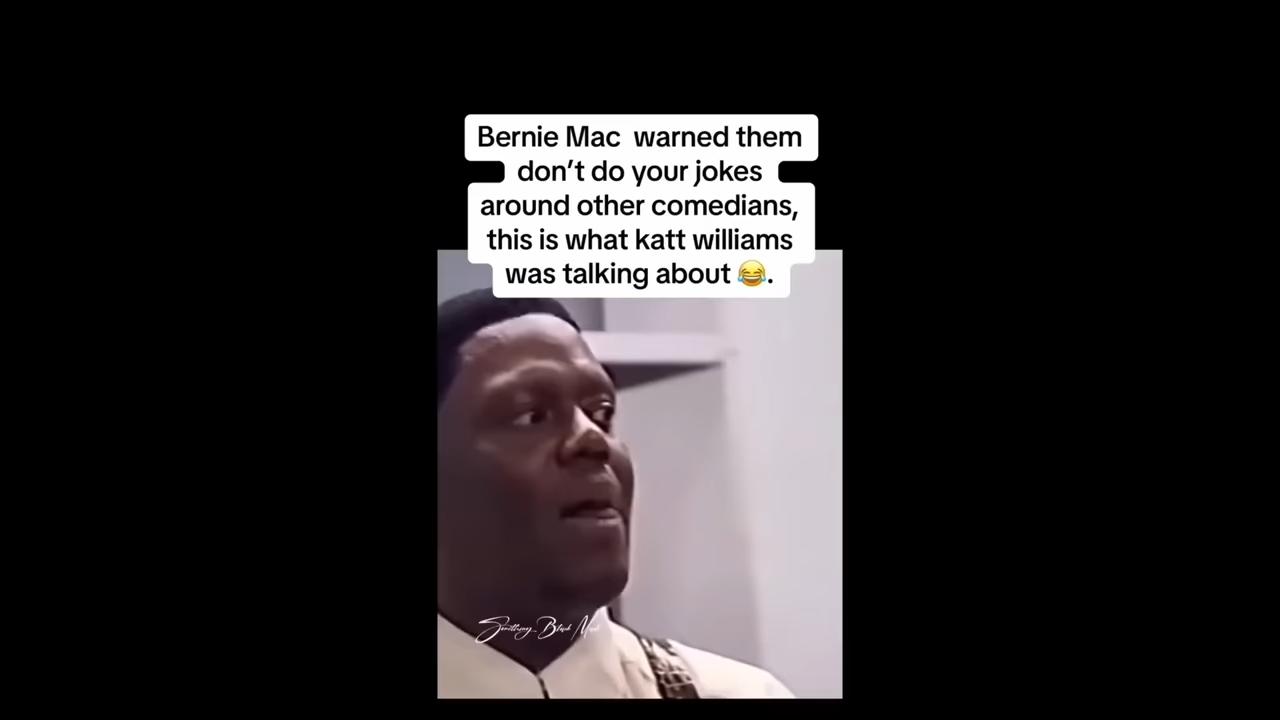 Bernie Mac  warned them
don’t do your jokes
around other comedians,
this is what katt williams
was talking about 😂.